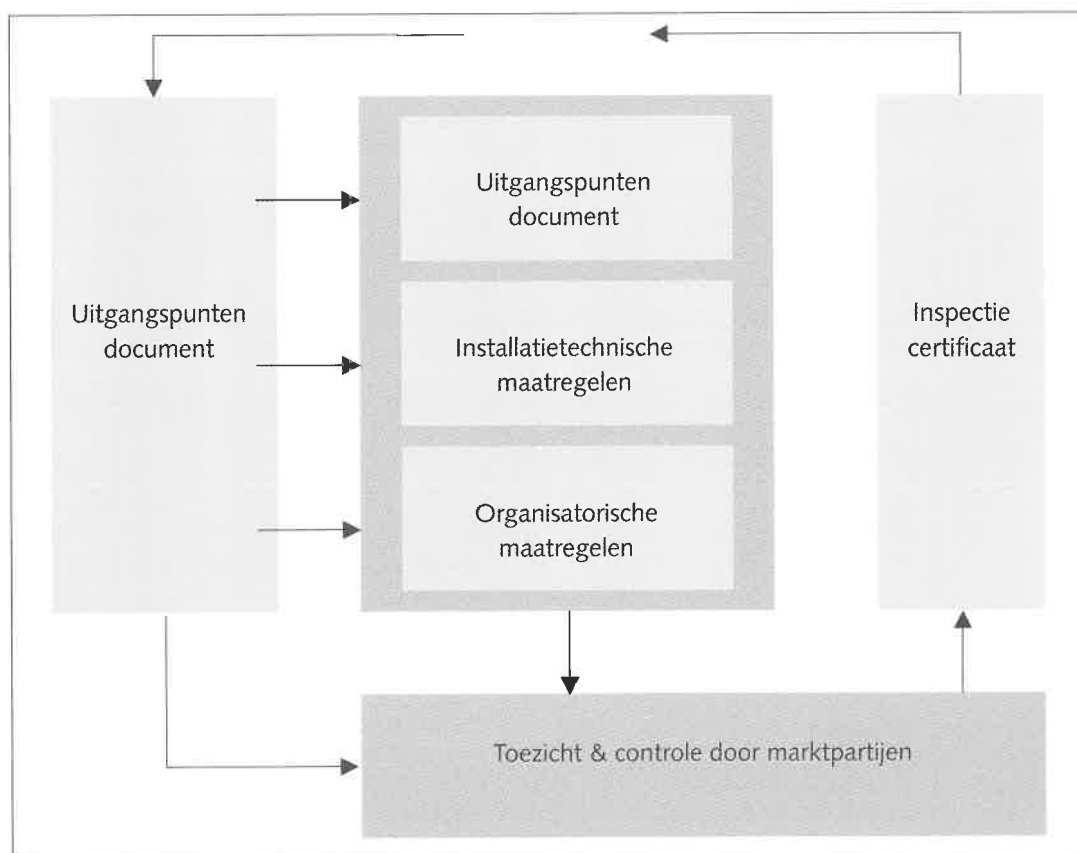 Uitgangspunten
document
Uitgangspunten
document
Installatietechnische
maatregelen
Organisatorische
maatregelen
Inspectie
certificaat
Toezicht & controle door marktpartijen